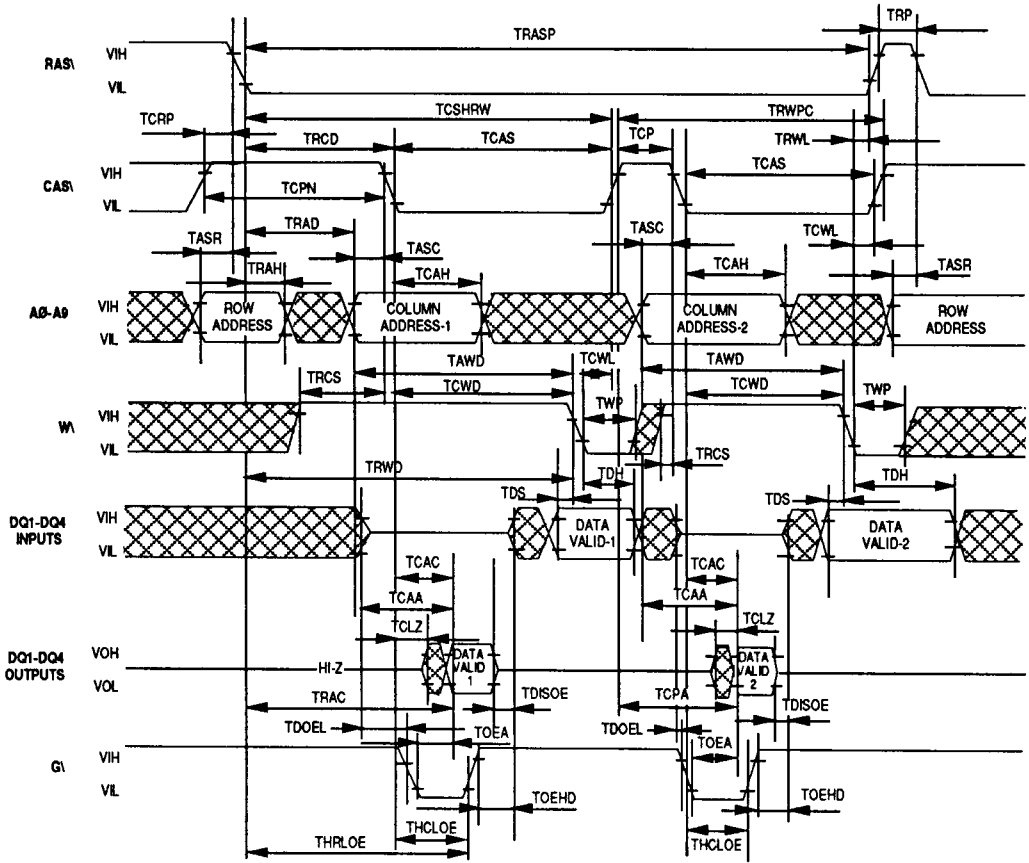 TRP
TRASP
VIH
RAS\
VIL
TCSHRW
TRWPC
TCRP
TRCD
TCAS
TCP
TRWL
VIH
TCAS
CAS\
TCPN
VIL
TRAD
TCWL
TASR
TASC
TASC
TRAH
TCAH
TCAH
TASR
VIH
AØ-A9
ROW
ADDRESS
COLUMN
ADDRESS-1
COLUMN
ADDRESS-2
ROW
ADDRESS
VIL
TAWD
TCWL
TAWD
TRCS
TCWD
TCWD
TWP
TWP
VIH
W\
VIL
TRCS
TRWD
TDH
TDH
TDS
TDS
DQ1-DQ4
INPUTS
VIH
VIL
DATA
VALID-1
DATA
VALID-2
TCAC
TCAC
TCAA
TCAA
TCLZ
TCLZ
DQ1-DQ4
OUTPUTS
VOH
VOL
HI-Z
DATA
VALID
1
DATA
VALID
2
TRAC
TDISOE
TCPA
TDISOE
TDOEL
TOEA
TDOEL
TOEA
VIH
G\
VIL
TOEHD
TOEHD
THCLOE
THCLOE
THRLOE